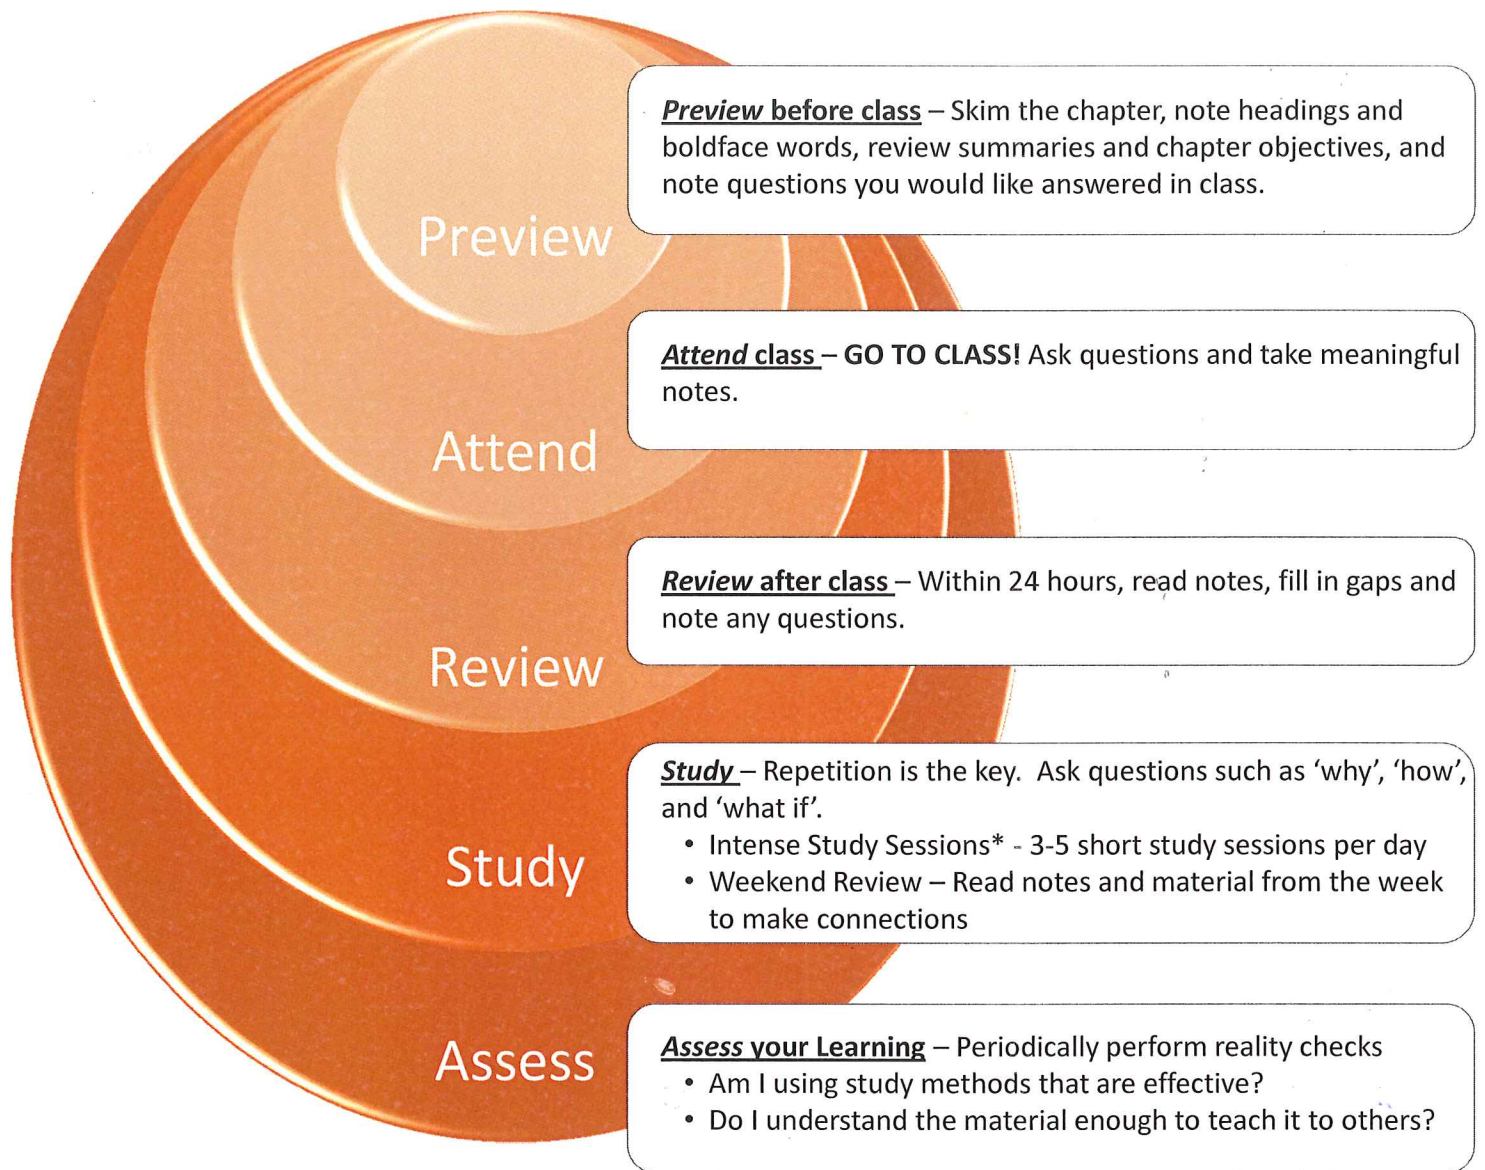 Preview before class – Skim the chapter, note headings and
boldface words, review summaries and chapter objectives, and
note questions you would like answered in class.
Preview
Attend class – GO TO CLASS! Ask questions and take meaningful
notes.
Attend
Review after class – Within 24 hours, read notes, fill in gaps and
note any questions.
Review
Study – Repetition is the key.  Ask questions such as ‘why’, ‘how’,
and ‘what if’.
• Intense Study Sessions* - 3-5 short study sessions per day
• Weekend Review – Read notes and material from the week
to make connections
Study
Assess your Learning – Periodically perform reality checks
• Am I using study methods that are effective?
• Do I understand the material enough to teach it to others?
Assess